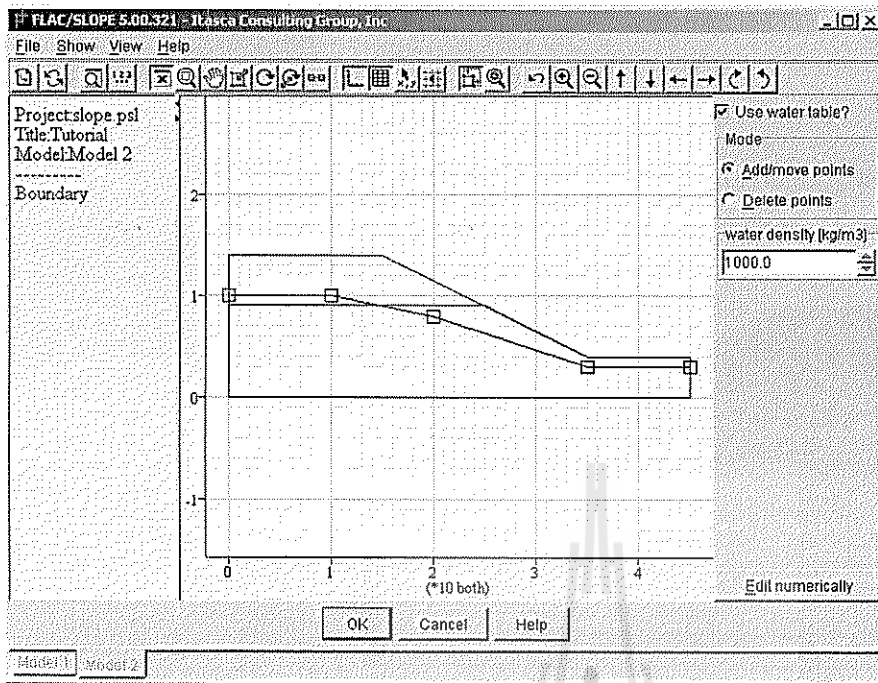 FLAC/SLOPE 5.00.321 - Itasca Consulting Group, Inc
File Show View Help
Project:slope.psl
Title:Tutorial
Model:Model 2
----------
Boundary
2
1
0
-1
0 1 2 3 4
(*10 both)
Use water table?
Mode
Add/move points
Delete points
water density [kg/m3]
1000.0
Edit numerically
OK Cancel Help
Model 1 Model 2